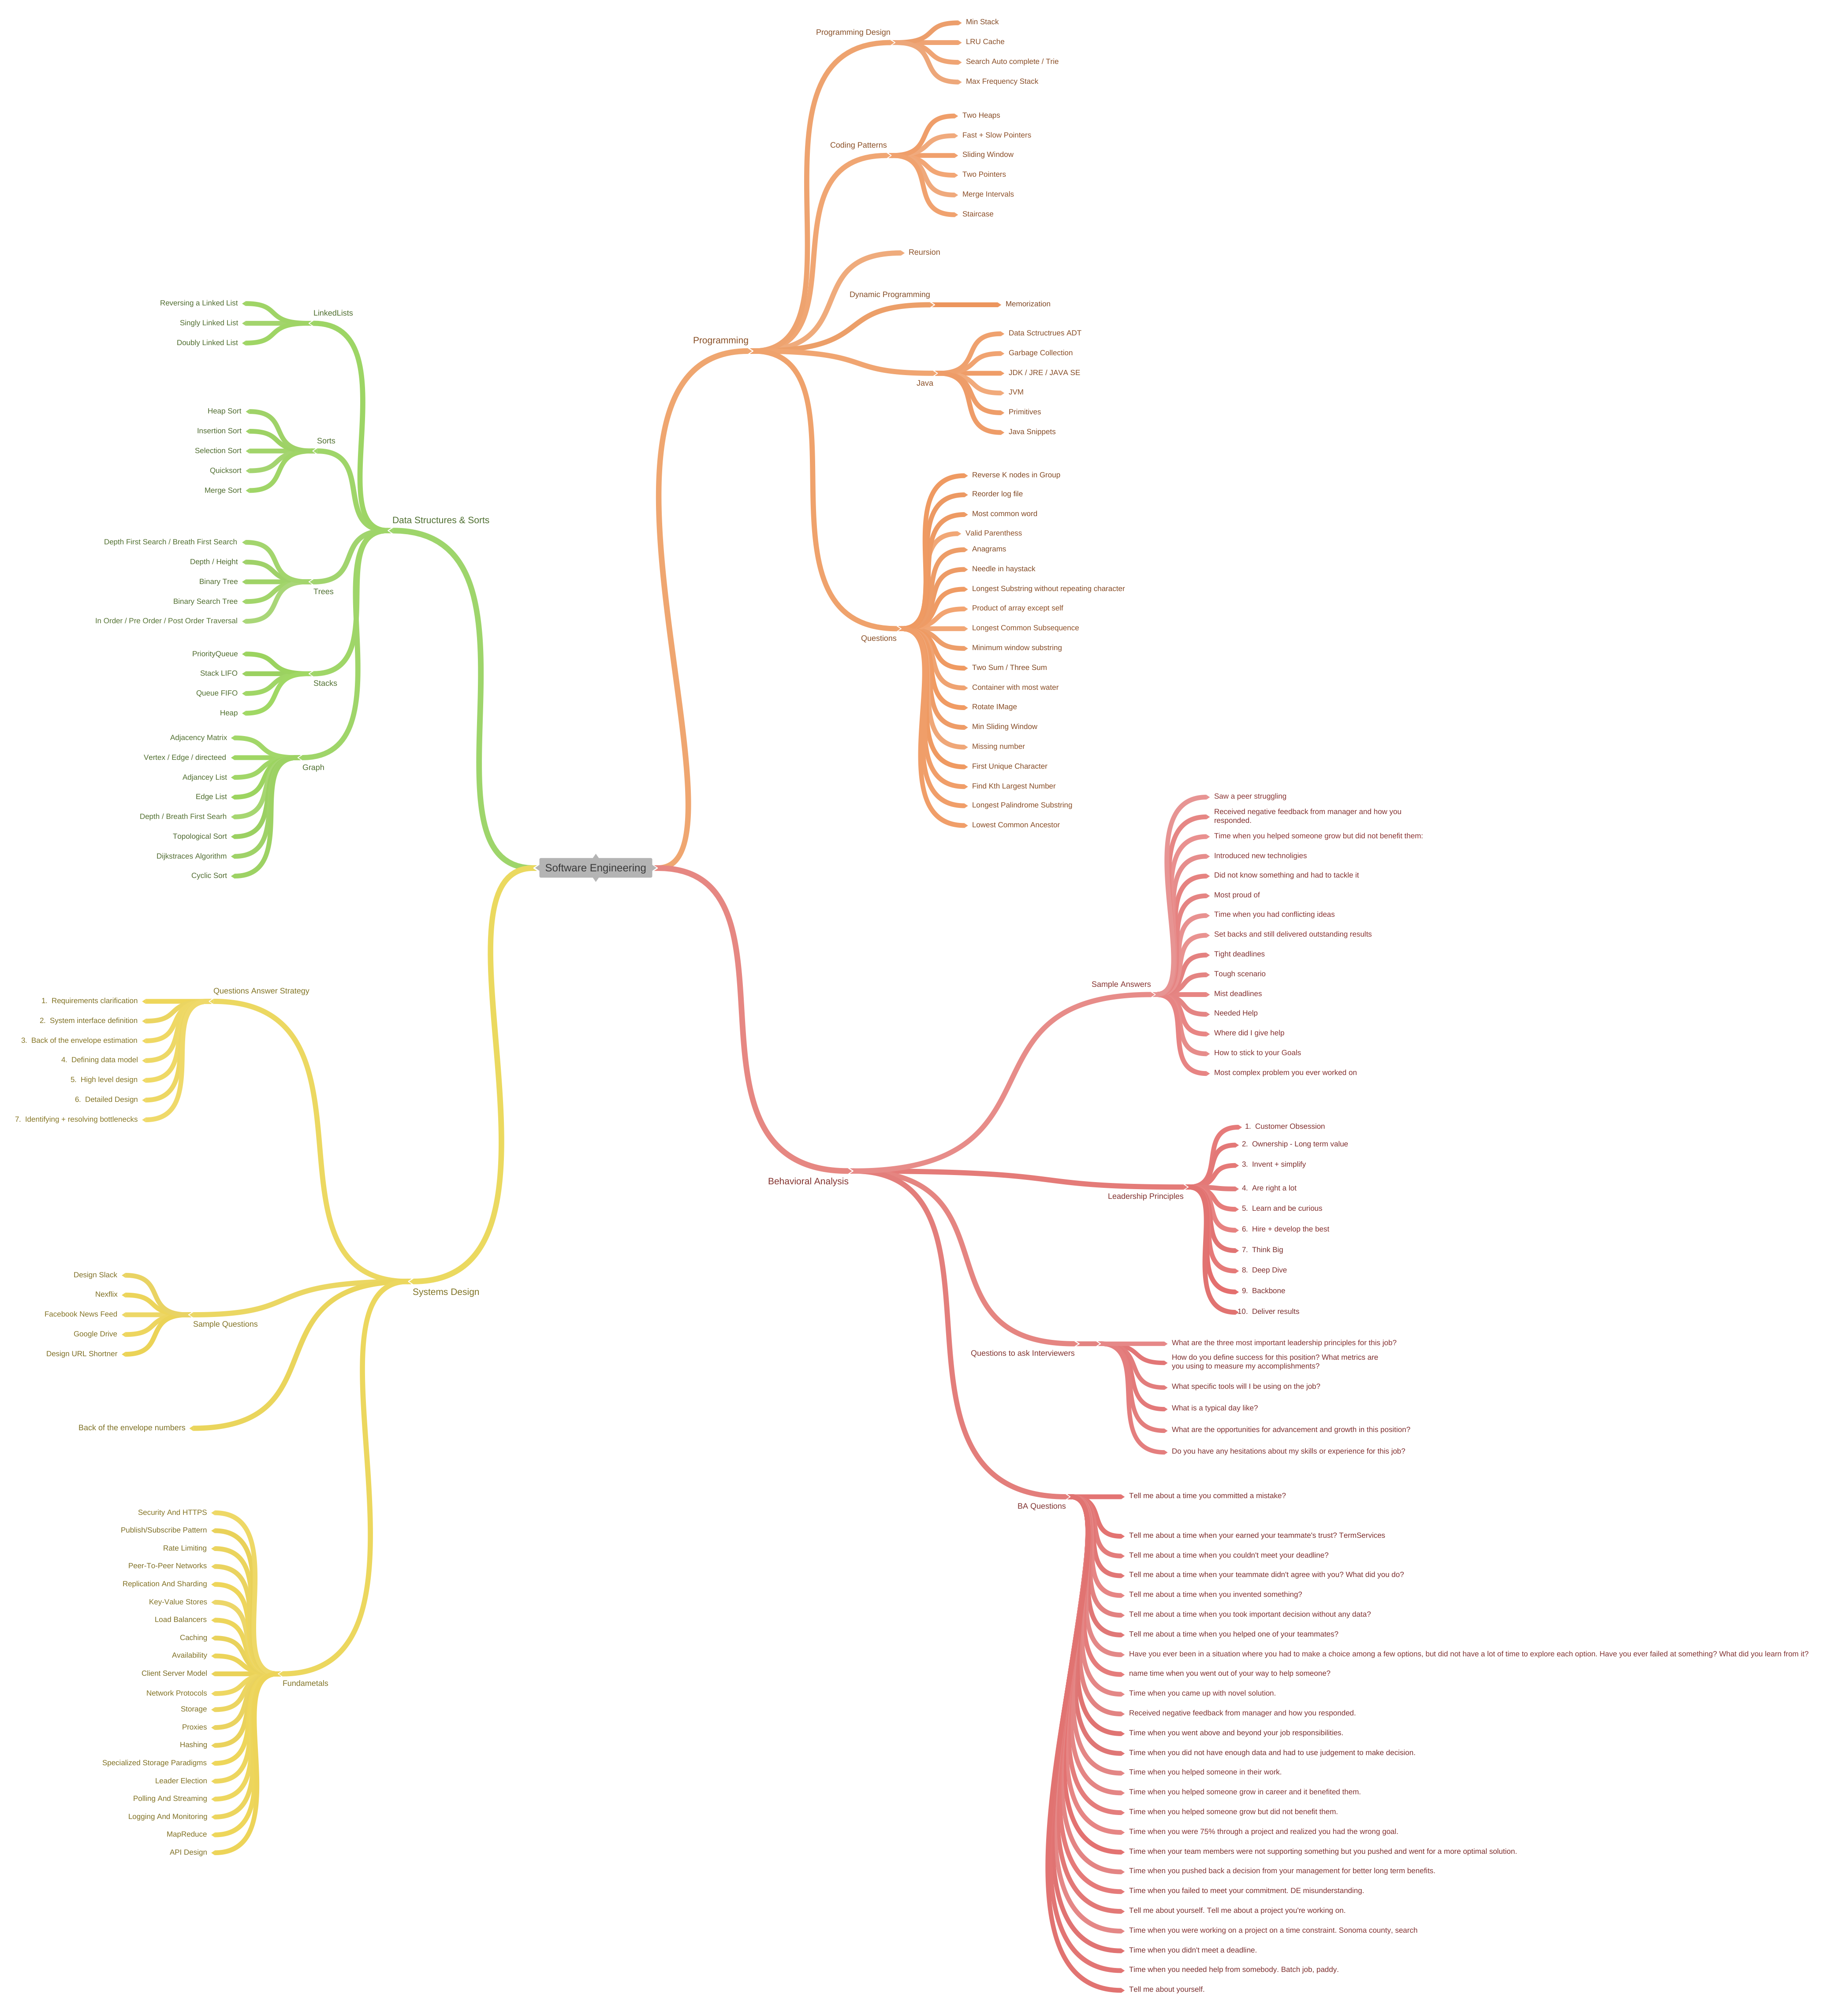 Software Engineering
Programming
Programming Design
Min Stack
LRU Cache
Search Auto complete / Trie
Max Frequency Stack
Coding Patterns
Two Heaps
Fast + Slow Pointers
Sliding Window
Two Pointers
Merge Intervals
Staircase
Reursion
Dynamic Programming
Memorization
Java
Data Sctructrues ADT
Garbage Collection
JDK / JRE / JAVA SE
JVM
Primitives
Java Snippets
Questions
Reverse K nodes in Group
Reorder log file
Most common word
Valid Parenthess
Anagrams
Needle in haystack
Longest Substring without repeating character
Product of array except self
Longest Common Subsequence
Minimum window substring
Two Sum / Three Sum
Container with most water
Rotate IMage
Min Sliding Window
Missing number
First Unique Character
Find Kth Largest Number
Longest Palindrome Substring
Lowest Common Ancestor
Behavioral Analysis
Sample Answers
Saw a peer struggling
Received negative feedback from manager and how you
responded.
Time when you helped someone grow but did not benefit them:
Introduced new technoligies
Did not know something and had to tackle it
Most proud of
Time when you had conflicting ideas
Set backs and still delivered outstanding results
Tight deadlines
Tough scenario
Mist deadlines
Needed Help
Where did I give help
How to stick to your Goals
Most complex problem you ever worked on
Leadership Principles
1. Customer Obsession
2. Ownership - Long term value
3. Invent + simplify
4. Are right a lot
5. Learn and be curious
6. Hire + develop the best
7. Think Big
8. Deep Dive
9. Backbone
10. Deliver results
Questions to ask Interviewers
What are the three most important leadership principles for this job?
How do you define success for this position? What metrics are
you using to measure my accomplishments?
What specific tools will I be using on the job?
What is a typical day like?
What are the opportunities for advancement and growth in this position?
Do you have any hesitations about my skills or experience for this job?
BA Questions
Tell me about a time you committed a mistake?
Tell me about a time when your earned your teammate's trust? TermServices
Tell me about a time when you couldn't meet your deadline?
Tell me about a time when your teammate didn't agree with you? What did you do?
Tell me about a time when you invented something?
Tell me about a time when you took important decision without any data?
Tell me about a time when you helped one of your teammates?
Have you ever been in a situation where you had to make a choice among a few options, but did not have a lot of time to explore each option. Have you ever failed at something? What did you learn from it?
name time when you went out of your way to help someone?
Time when you came up with novel solution.
Received negative feedback from manager and how you responded.
Time when you went above and beyond your job responsibilities.
Time when you did not have enough data and had to use judgement to make decision.
Time when you helped someone in their work.
Time when you helped someone grow in career and it benefited them.
Time when you helped someone grow but did not benefit them.
Time when you were 75% through a project and realized you had the wrong goal.
Time when your team members were not supporting something but you pushed and went for a more optimal solution.
Time when you pushed back a decision from your management for better long term benefits.
Time when you failed to meet your commitment. DE misunderstanding.
Tell me about yourself. Tell me about a project you're working on.
Time when you were working on a project on a time constraint. Sonoma county, search
Time when you didn't meet a deadline.
Time when you needed help from somebody. Batch job, paddy.
Tell me about yourself.
Data Structures & Sorts
LinkedLists
Reversing a Linked List
Singly Linked List
Doubly Linked List
Sorts
Heap Sort
Insertion Sort
Selection Sort
Quicksort
Merge Sort
Trees
Depth First Search / Breath First Search
Depth / Height
Binary Tree
Binary Search Tree
In Order / Pre Order / Post Order Traversal
Stacks
PriorityQueue
Stack LIFO
Queue FIFO
Heap
Graph
Adjacency Matrix
Vertex / Edge / directeed
Adjancey List
Edge List
Depth / Breath First Searh
Topological Sort
Dijkstraces Algorithm
Cyclic Sort
Systems Design
Questions Answer Strategy
1. Requirements clarification
2. System interface definition
3. Back of the envelope estimation
4. Defining data model
5. High level design
6. Detailed Design
7. Identifying + resolving bottlenecks
Sample Questions
Design Slack
Nexflix
Facebook News Feed
Google Drive
Design URL Shortner
Back of the envelope numbers
Fundametals
Security And HTTPS
Publish/Subscribe Pattern
Rate Limiting
Peer-To-Peer Networks
Replication And Sharding
Key-Value Stores
Load Balancers
Caching
Availability
Client Server Model
Network Protocols
Storage
Proxies
Hashing
Specialized Storage Paradigms
Leader Election
Polling And Streaming
Logging And Monitoring
MapReduce
API Design